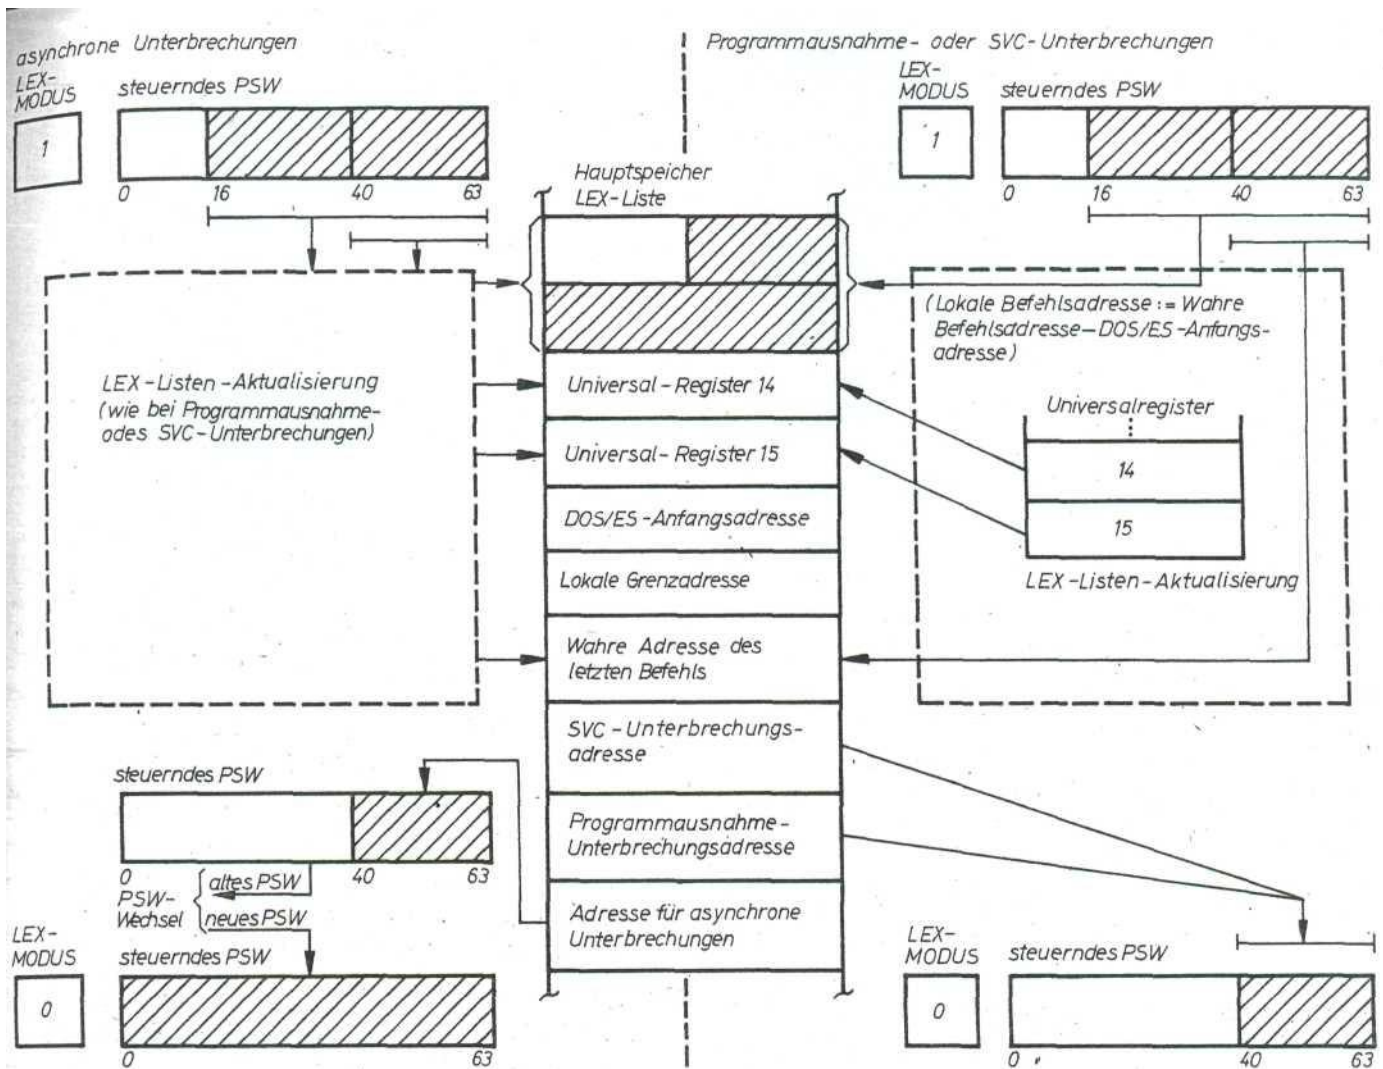 asynchrone Unterbrechungen
LEX-
MODUS
steuerndes PSW
1
0
16
40
63
Programmausnahme- oder SVC-Unterbrechungen
LEX-
MODUS
steuerndes PSW
1
0
16
40
63
Hauptspeicher
LEX-Liste
LEX-Listen-Aktualisierung
(wie bei Programmausnahme-
odes SVC-Unterbrechungen)
Universal-Register 14
Universal-Register 15
DOS/ES-Anfangsadresse
Lokale Grenzadresse
Wahre Adresse des
letzten Befehls
SVC-Unterbrechungs-
adresse
Programmausnahme-
Unterbrechungsadresse
Adresse für asynchrone
Unterbrechungen
(Lokale Befehlsadresse := Wahre
Befehlsadresse-DOS/ES-Anfangs-
adresse)
Universalregister
⋮
14
15
LEX-Listen-Aktualisierung
steuerndes PSW
0
40
63
PSW-
Wechsel
altes PSW
neues PSW
LEX-
MODUS
steuerndes PSW
0
0
63
LEX-
MODUS
steuerndes PSW
0
0
40
63